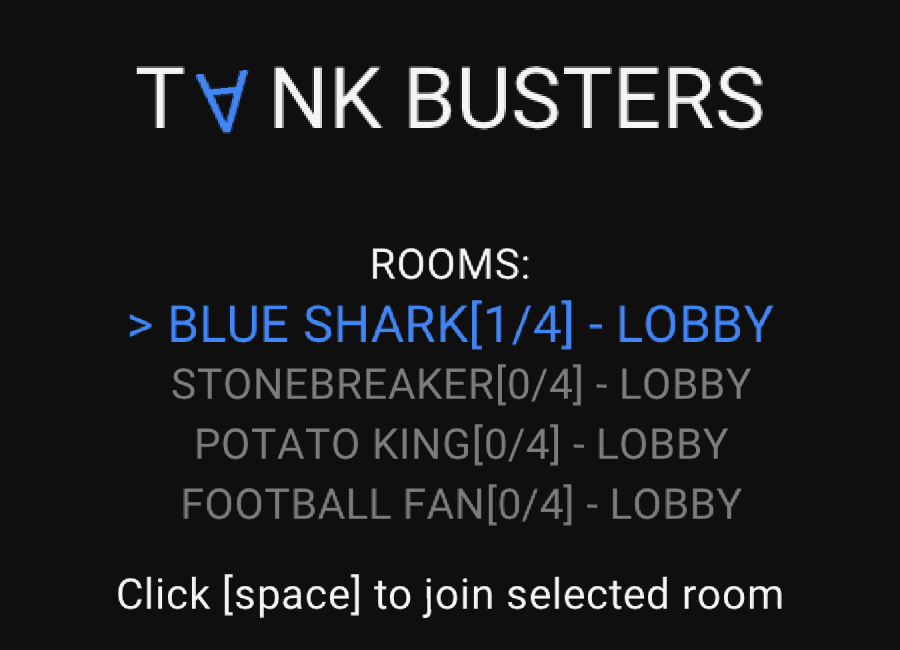 T∀NK BUSTERS
ROOMS:
> BLUE SHARK[1/4] - LOBBY
STONEBREAKER[0/4] - LOBBY
POTATO KING[0/4] - LOBBY
FOOTBALL FAN[0/4] - LOBBY
Click [space] to join selected room